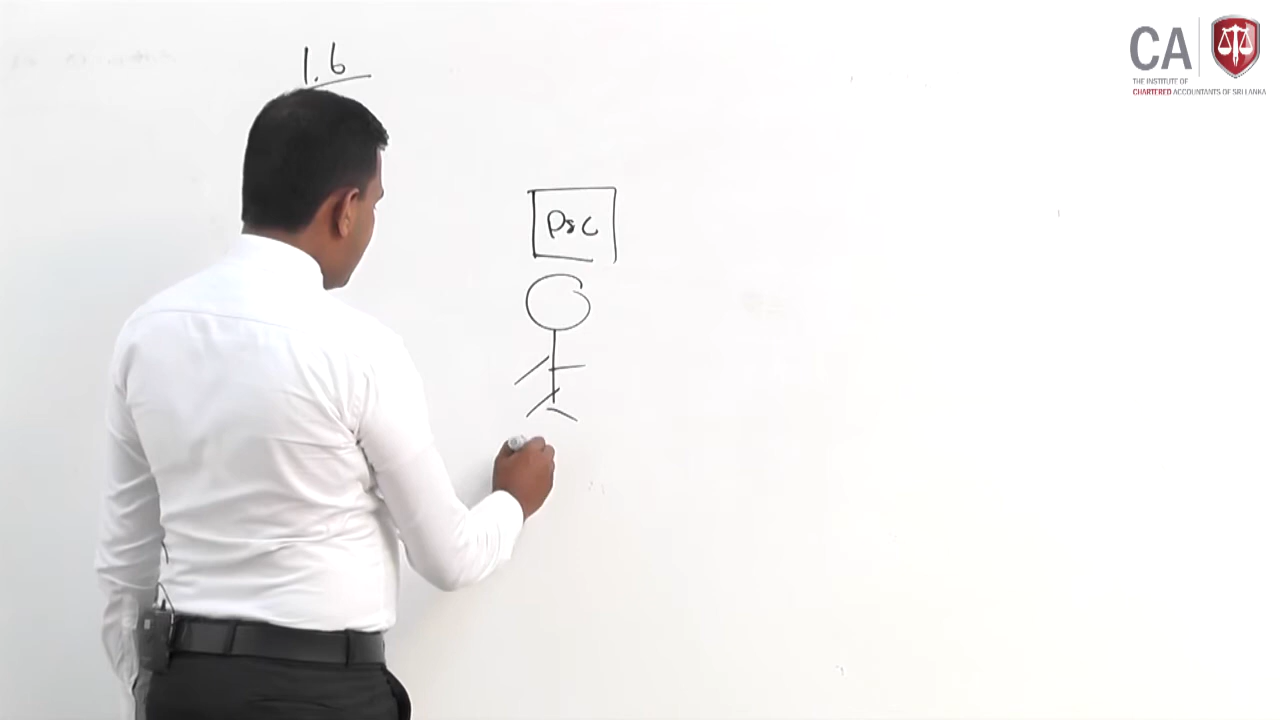 1.6
CA
THE INSTITUTE OF
CHARTERED ACCOUNTANTS OF SRI LANKA
Psc